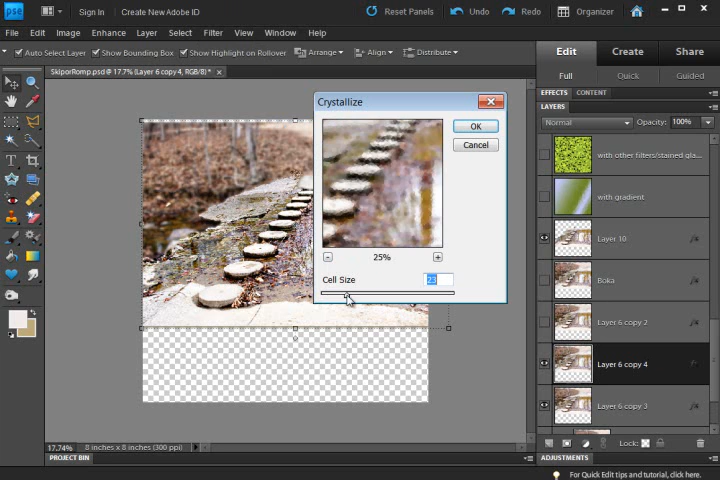 pse Sign In Create New Adobe ID Reset Panels Undo Redo Organizer
File Edit Image Enhance Layer Select Filter View Window Help
Edit Create Share
Auto Select Layer Show Bounding Box Show Highlight on Rollover Arrange Align Distribute
SkiporRomp.psd @ 17.7% (Layer 6 copy 4, RGB/8) * ×
Full Quick Guided
EFFECTS CONTENT
LAYERS
Normal Opacity: 100%
Crystallize
OK
Cancel
25%
Cell Size 23
with other filters/stained gla...
with gradient
Layer 10
Boka
Layer 6 copy 2
Layer 6 copy 4
Layer 6 copy 3
Lock:
17.74% 8 inches x 8 inches (300 ppi)
PROJECT BIN
ADJUSTMENTS
For Quick Edit tips and tutorial, click here.